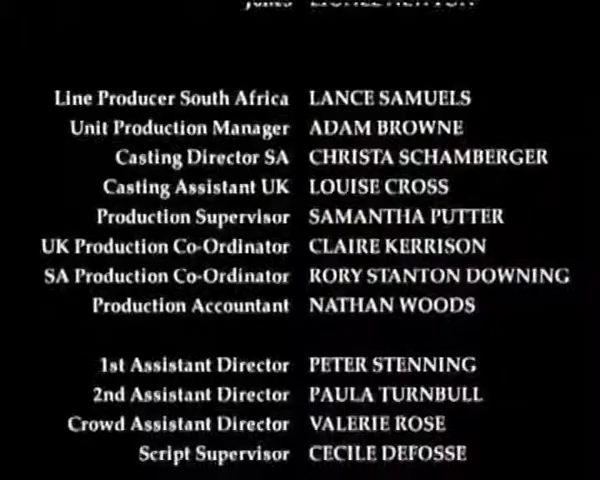 Jones
Line Producer South Africa LANCE SAMUELS
Unit Production Manager ADAM BROWNE
Casting Director SA CHRISTA SCHAMBERGER
Casting Assistant UK LOUISE CROSS
Production Supervisor SAMANTHA PUTTER
UK Production Co-Ordinator CLAIRE KERRISON
SA Production Co-Ordinator RORY STANTON DOWNING
Production Accountant NATHAN WOODS
1st Assistant Director PETER STENNING
2nd Assistant Director PAULA TURNBULL
Crowd Assistant Director VALERIE ROSE
Script Supervisor CECILE DEFOSSE